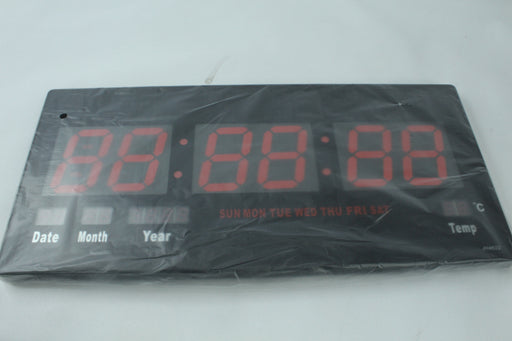 88:88:88
SUN MON TUE WED THU FRI SAT
°C
Date Month Year Temp